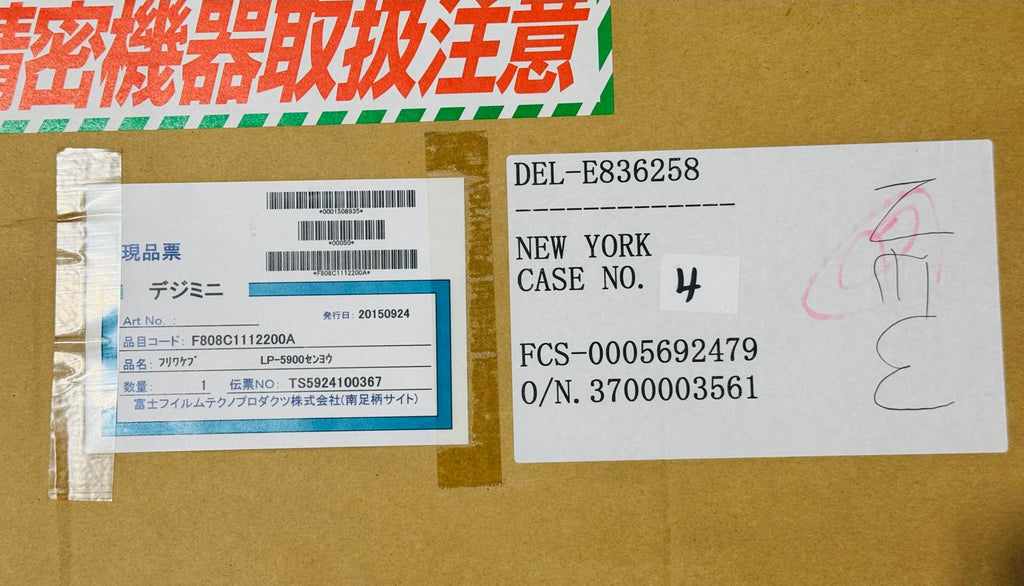 精密機器取扱注意
*0001508935*
*00050*
*F808C1112200A*
現品票
デジミニ
Art No. :
発行日: 20150924
品目コード: F808C1112200A
品名: フリワケブ LP-5900センヨウ
数量: 1 伝票NO: TS5924100367
富士フイルムテクノプロダクツ株式会社(南足柄サイト)
DEL-E836258
-------------
NEW YORK
CASE NO. 4
FCS-0005692479
O/N. 3700003561